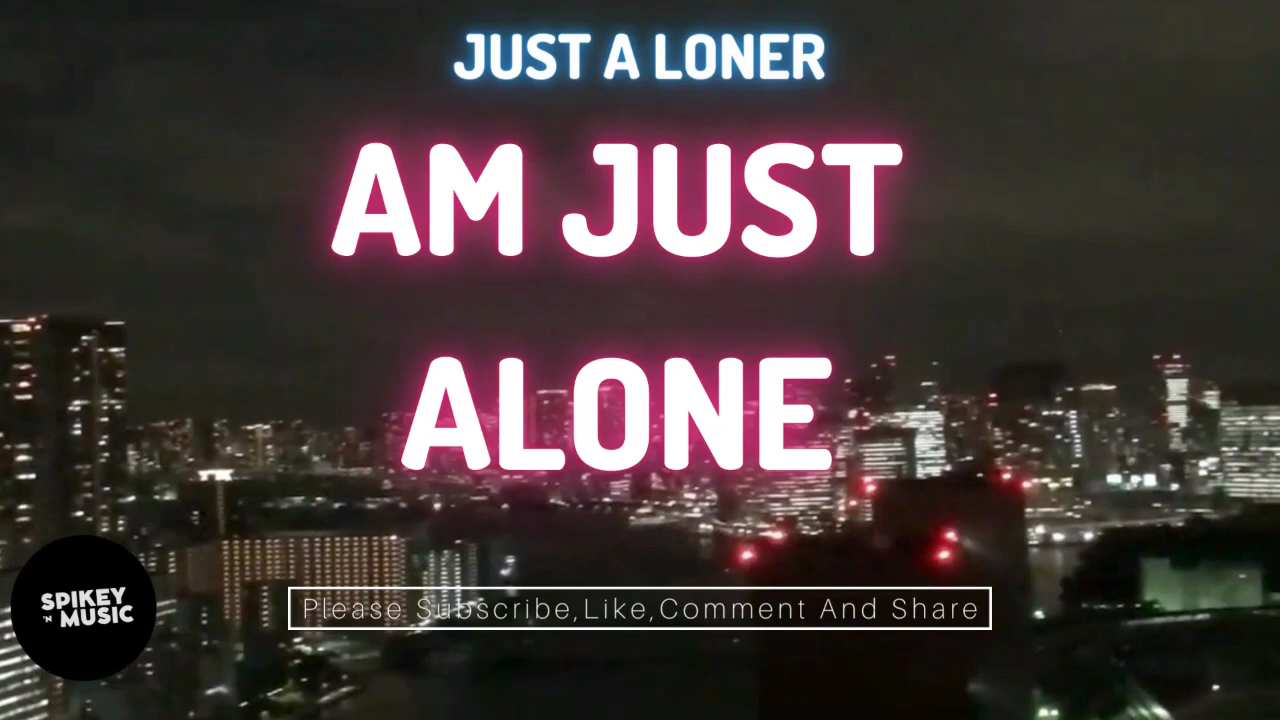 JUST A LONER
AM JUST
ALONE
Please Subscribe,Like,Comment And Share
SPIKEY
'N MUSIC